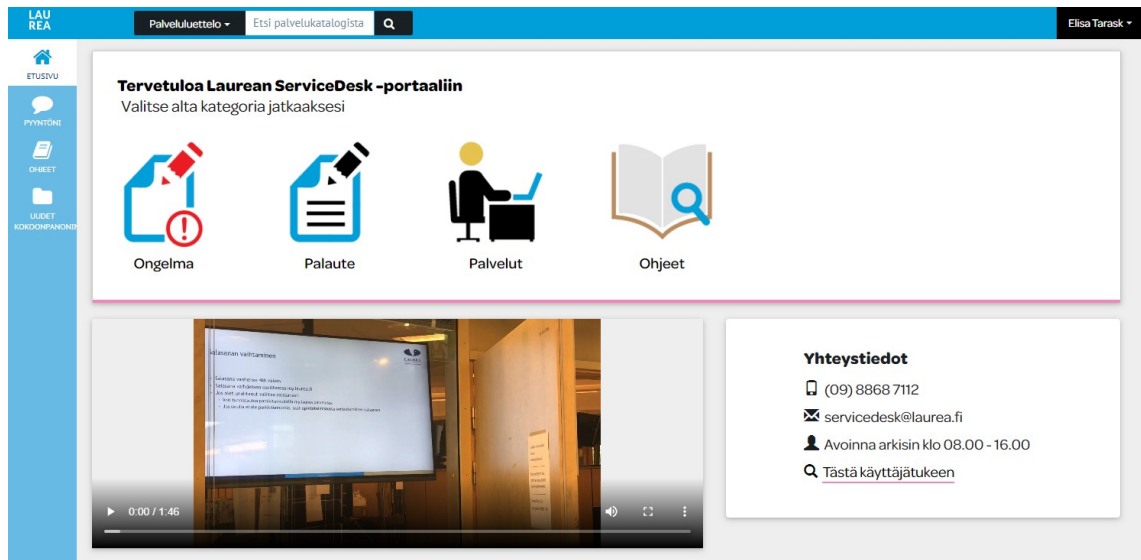 LAU
REA
Palveluluettelo
Etsi palvelukatalogista
Elisa Tarask
ETUSIVU
PYYNTÖNI
OHJEET
UUDET
KOKOONPANONIN
Tervetuloa Laurean ServiceDesk -portaaliin
Valitse alta kategoria jatkaaksesi
Ongelma
Palaute
Palvelut
Ohjeet
Salasanan vaihtaminen
LAUREA
0:00 / 1:46
Yhteystiedot
(09) 8868 7112
servicedesk@laurea.fi
Avoinna arkisin klo 08.00 - 16.00
Tästä käyttäjätukeen